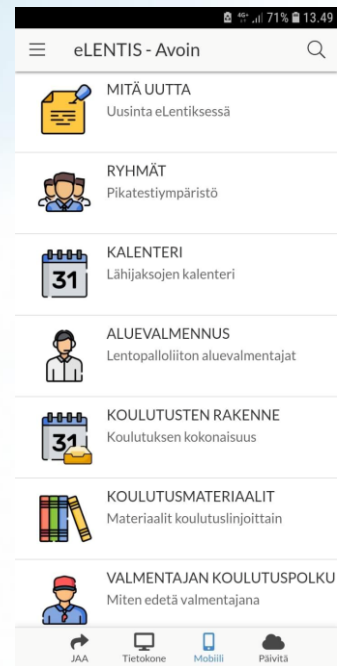 4G+ 71% 13.49
eLENTIS - Avoin
MITÄ UUTTA
Uusinta eLentiksessä
RYHMÄT
Pikatestiympäristö
KALENTERI
31
Lähijaksojen kalenteri
ALUEVALMENNUS
Lentopalloliiton aluevalmentajat
KOULUTUSTEN RAKENNE
31
Koulutuksen kokonaisuus
KOULUTUSMATERIAALIT
Materiaalit koulutuslinjoittain
VALMENTAJAN KOULUTUSPOLKU
Miten edetä valmentajana
JAA Tietokone Mobiili Päivitä